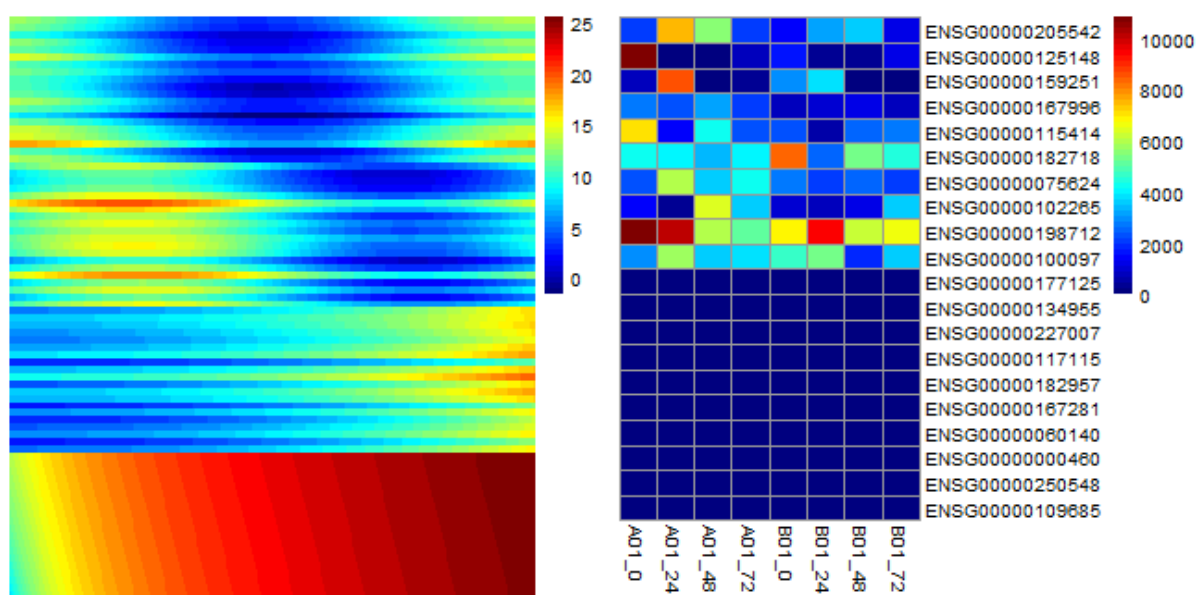 25
20
15
10
5
0
ENSG00000205542
ENSG00000125148
ENSG00000159251
ENSG00000167996
ENSG00000115414
ENSG00000182718
ENSG00000075624
ENSG00000102265
ENSG00000198712
ENSG00000100097
ENSG00000177125
ENSG00000134955
ENSG00000227007
ENSG00000117115
ENSG00000182957
ENSG00000167281
ENSG00000060140
ENSG00000000460
ENSG00000250548
ENSG00000109685
A01_0
A01_24
A01_48
A01_72
B01_0
B01_24
B01_48
B01_72
10000
8000
6000
4000
2000
0